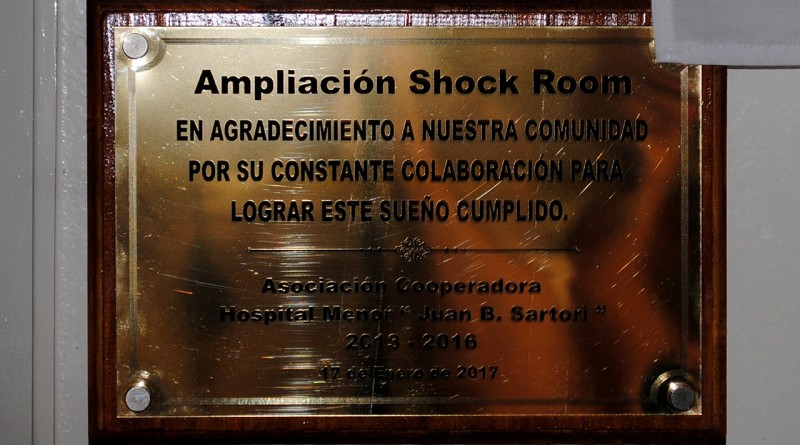 Ampliación Shock Room
EN AGRADECIMIENTO A NUESTRA COMUNIDAD
POR SU CONSTANTE COLABORACIÓN PARA
LOGRAR ESTE SUEÑO CUMPLIDO.
Asociación Cooperadora
Hospital Menor “ Juan B. Sartori ”
2013 - 2016
17 de Enero de 2017